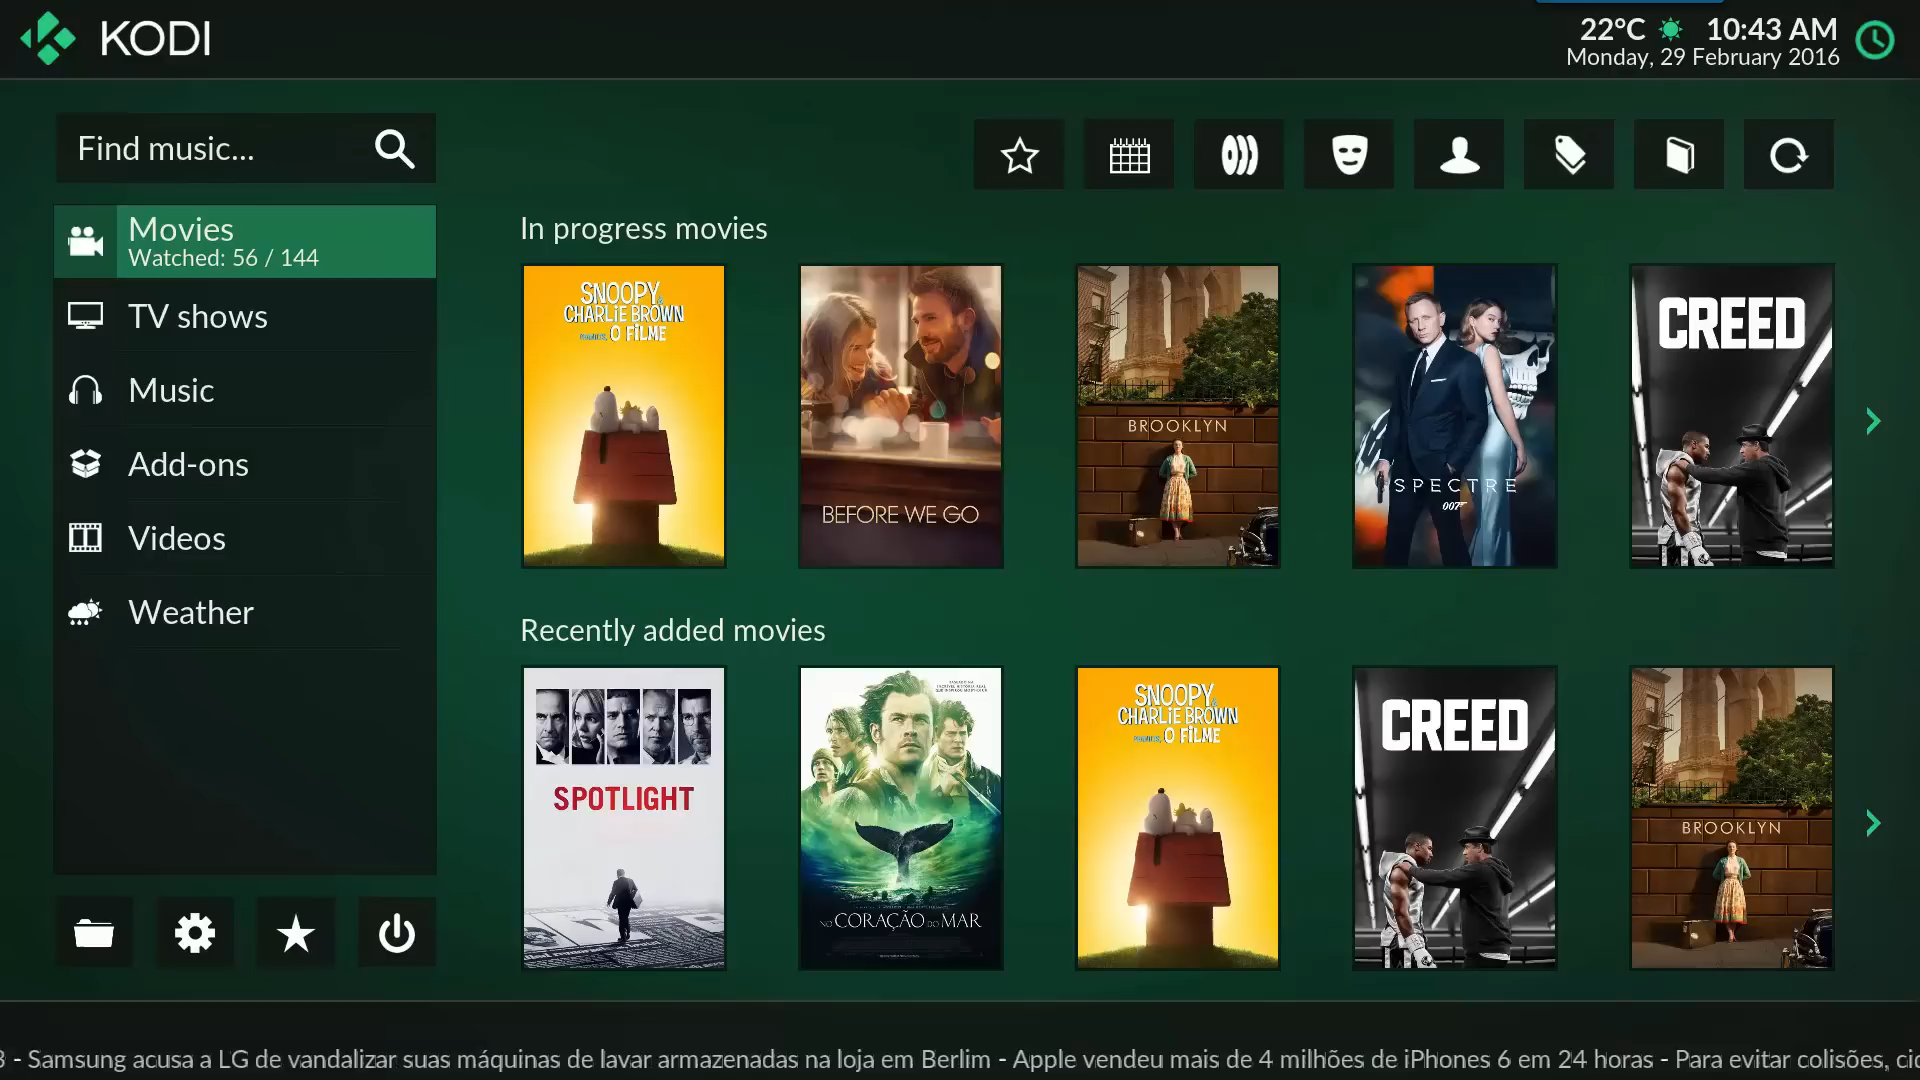 KODI
22°C 10:43 AM
Monday, 29 February 2016
Find music...
Movies
Watched: 56 / 144
TV shows
Music
Add-ons
Videos
Weather
In progress movies
SNOOPY &
CHARLIE BROWN
PEANUTS, O FILME
BEFORE WE GO
BROOKLYN
SPECTRE
007
CREED
Recently added movies
SPOTLIGHT
NO CORAÇÃO DO MAR
SNOOPY &
CHARLIE BROWN
PEANUTS, O FILME
CREED
BROOKLYN
- Samsung acusa a LG de vandalizar suas máquinas de lavar armazenadas na loja em Berlim - Apple vendeu mais de 4 milhões de iPhones 6 em 24 horas - Para evitar colisões,